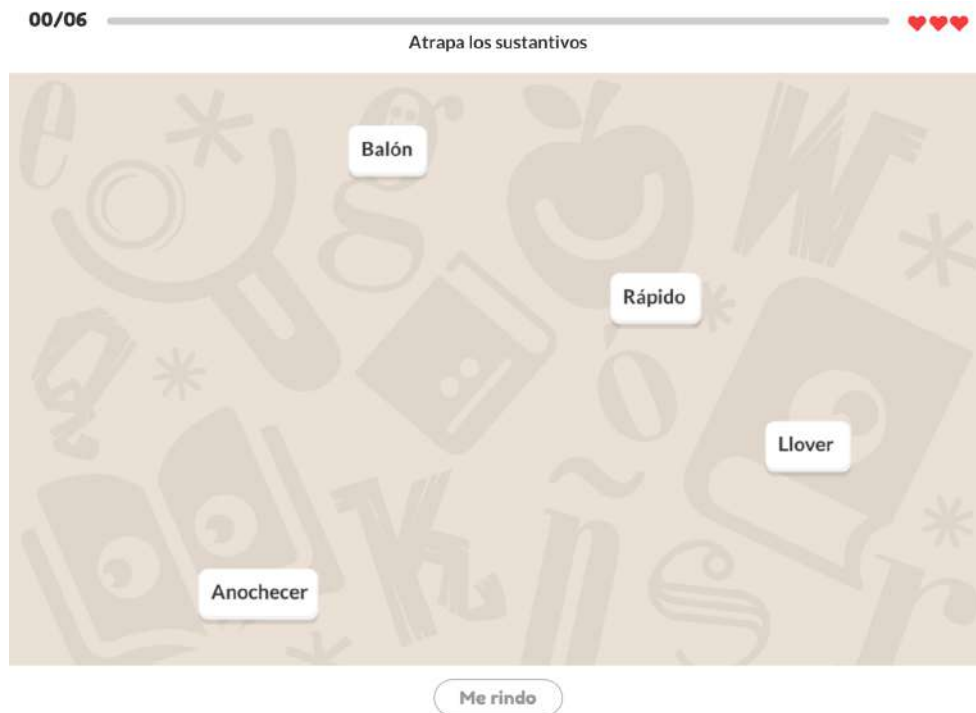 00/06
Atrapa los sustantivos
Balón
Rápido
Llover
Anochecer
Me rindo